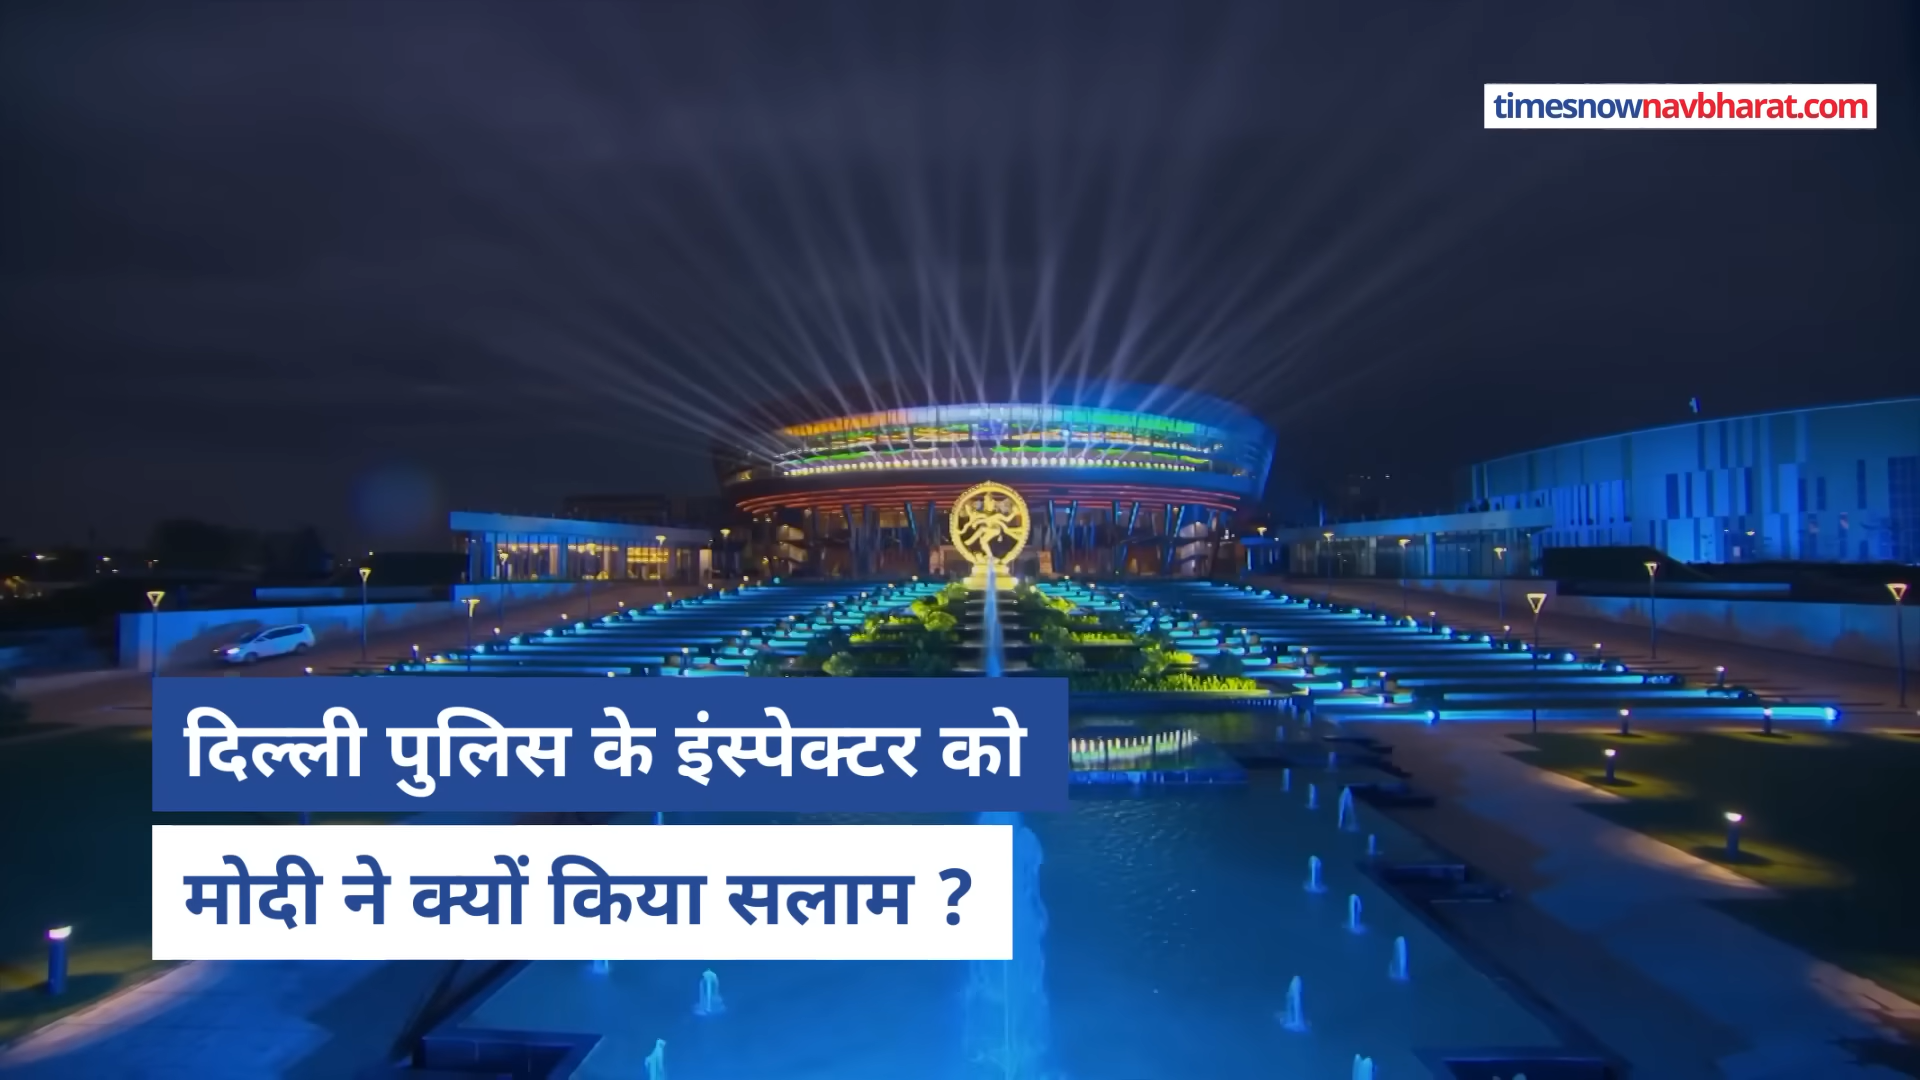 timesnownavbharat.com
दिल्ली पुलिस के इंस्पेक्टर को
मोदी ने क्यों किया सलाम ?